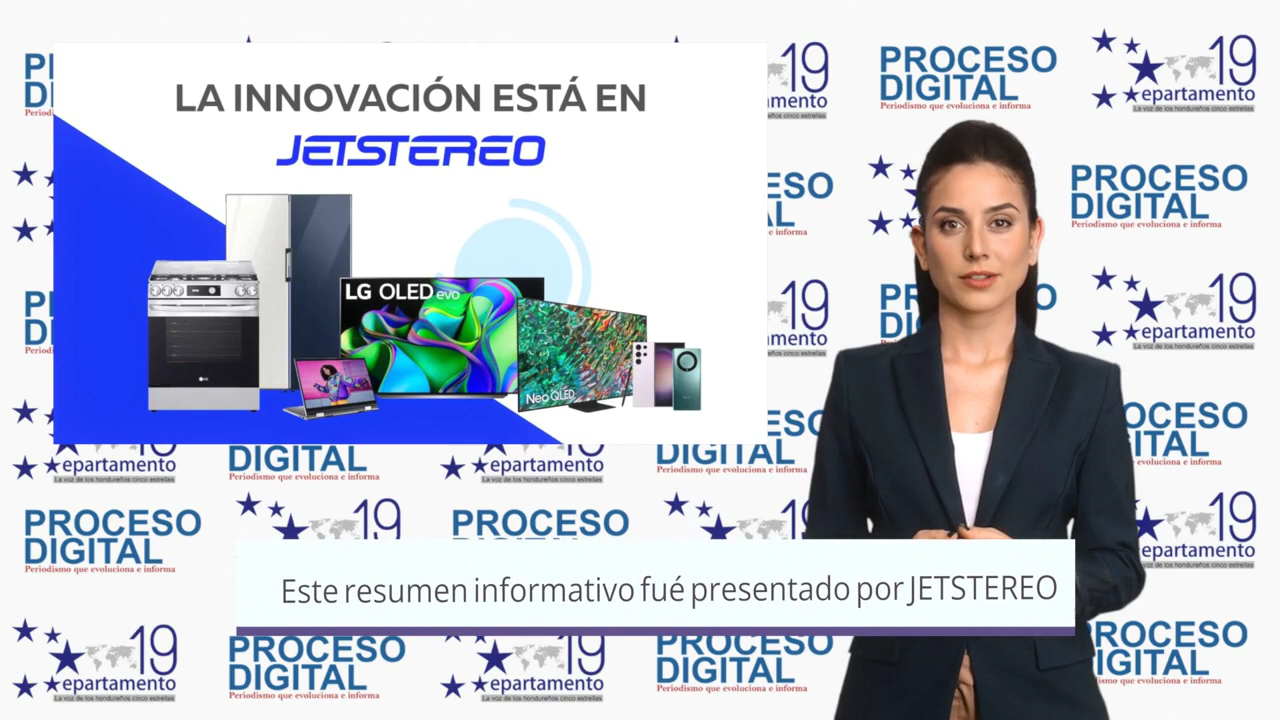 LA INNOVACIÓN ESTÁ EN
JETSTEREO
LG OLED evo
Neo QLED
LG
Este resumen informativo fué presentado por JETSTEREO
PROCESO
DIGITAL
Periodismo que evoluciona e informa
19
epartamento
La voz de los hondureños cinco estrellas